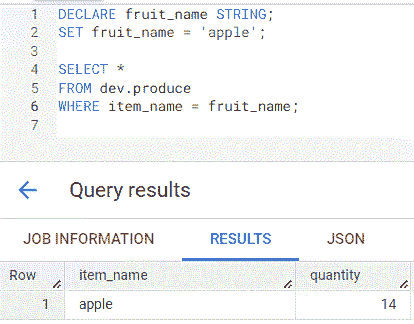 1 DECLARE fruit_name STRING;
2 SET fruit_name = 'apple';
3
4 SELECT *
5 FROM dev.produce
6 WHERE item_name = fruit_name;
7
Query results
JOB INFORMATION RESULTS JSON
Row item_name quantity
1 apple 14